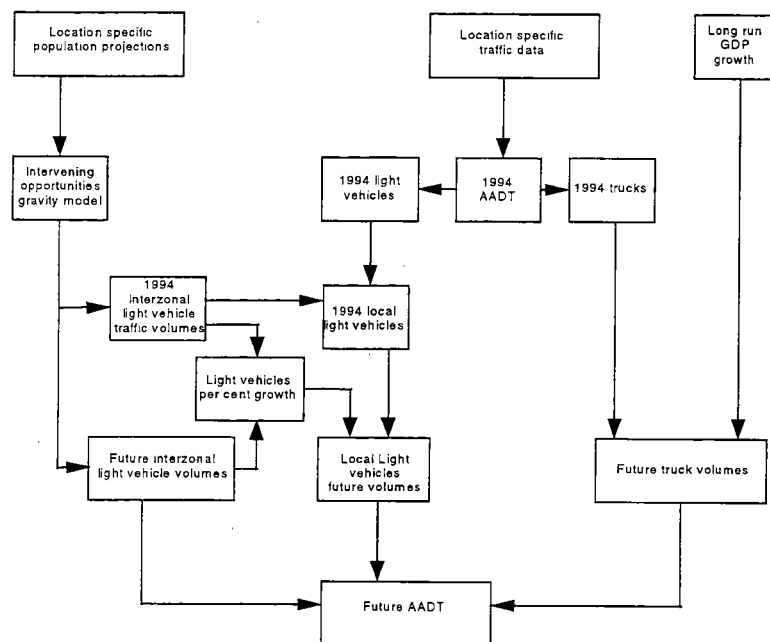 Location specific
population projections
Location specific
traffic data
Long run
GDP
growth
Intervening
opportunities
gravity model
1994 light
vehicles
1994
AADT
1994 trucks
1994
Interzonal
light vehicle
traffic volumes
1994 local
light vehicles
Light vehicles
per cent growth
Future interzonal
light vehicle volumes
Local Light
vehicles
future volumes
Future truck volumes
Future AADT